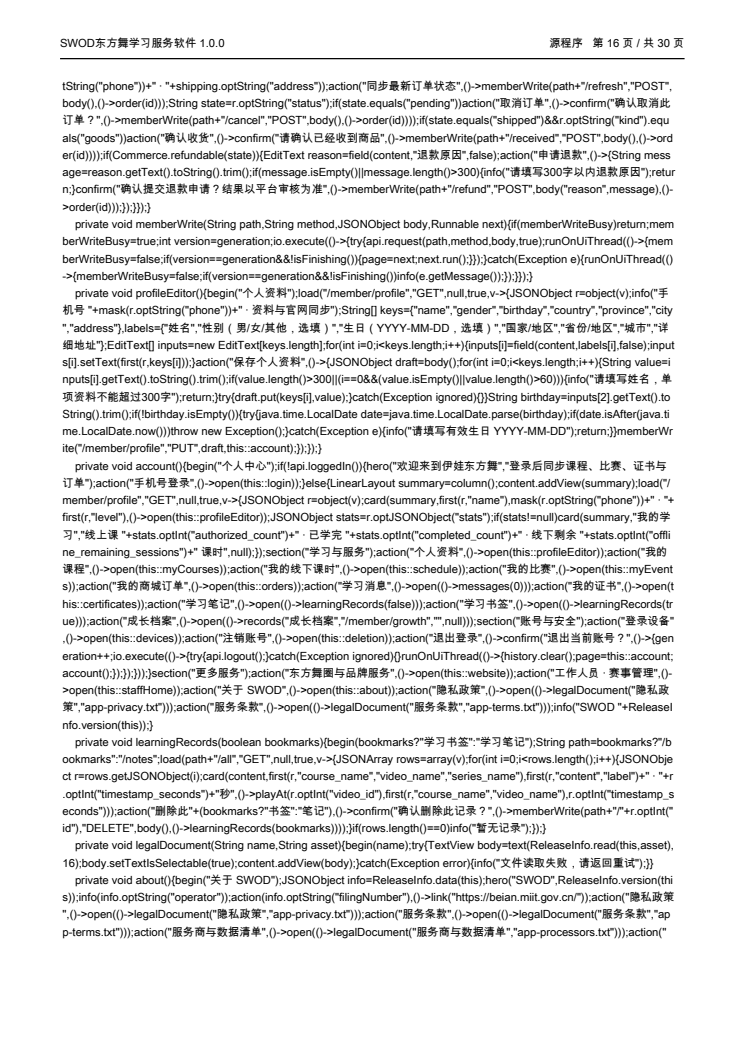 SWOD东方舞学习服务软件 1.0.0
源程序 第 16 页 / 共 30 页
tString("phone"))+" · "+shipping.optString("address"));action("同步最新订单状态",()->memberWrite(path+"/refresh","POST",
body(),()->order(id)));String state=r.optString("status");if(state.equals("pending"))action("取消订单",()->confirm("确认取消此
订单？",()->memberWrite(path+"/cancel","POST",body(),()->order(id))));if(state.equals("shipped")&&r.optString("kind").equ
als("goods"))action("确认收货",()->confirm("请确认已经收到商品",()->memberWrite(path+"/received","POST",body(),()->ord
er(id))));if(Commerce.refundable(state)){EditText reason=field(content,"退款原因",false);action("申请退款",()->{String mess
age=reason.getText().toString().trim();if(message.isEmpty()||message.length()>300){info("请填写300字以内退款原因");retur
n;}confirm("确认提交退款申请？结果以平台审核为准",()->memberWrite(path+"/refund","POST",body("reason",message),()-
>order(id)));});}});}
private void memberWrite(String path,String method,JSONObject body,Runnable next){if(memberWriteBusy)return;mem
berWriteBusy=true;int version=generation;io.execute(()->{try{api.request(path,method,body,true);runOnUiThread(()->{mem
berWriteBusy=false;if(version==generation&&!isFinishing()){page=next;next.run();}});}catch(Exception e){runOnUiThread(()
->{memberWriteBusy=false;if(version==generation&&!isFinishing())info(e.getMessage());});}});}
private void profileEditor(){begin("个人资料");load("/member/profile","GET",null,true,v->{JSONObject r=object(v);info("手
机号 "+mask(r.optString("phone"))+" · 资料与官网同步");String[] keys={"name","gender","birthday","country","province","city
","address"},labels={"姓名","性别（男/女/其他，选填）","生日（YYYY-MM-DD，选填）","国家/地区","省份/地区","城市","详
细地址"};EditText[] inputs=new EditText[keys.length];for(int i=0;i<keys.length;i++){inputs[i]=field(content,labels[i],false);input
s[i].setText(first(r,keys[i]));}action("保存个人资料",()->{JSONObject draft=body();for(int i=0;i<keys.length;i++){String value=i
nputs[i].getText().toString().trim();if(value.length()>300||(i==0&&(value.isEmpty()||value.length()>60))){info("请填写姓名，单
项资料不能超过300字");return;}try{draft.put(keys[i],value);}catch(Exception ignored){}}String birthday=inputs[2].getText().to
String().trim();if(!birthday.isEmpty()){try{java.time.LocalDate date=java.time.LocalDate.parse(birthday);if(date.isAfter(java.ti
me.LocalDate.now()))throw new Exception();}catch(Exception e){info("请填写有效生日 YYYY-MM-DD");return;}}memberWr
ite("/member/profile","PUT",draft,this::account);});});}
private void account(){begin("个人中心");if(!api.loggedIn()){hero("欢迎来到伊娃东方舞","登录后同步课程、比赛、证书与
订单");action("手机号登录",()->open(this::login));}else{LinearLayout summary=column();content.addView(summary);load("/
member/profile","GET",null,true,v->{JSONObject r=object(v);card(summary,first(r,"name"),mask(r.optString("phone"))+" · "+
first(r,"level"),()->open(this::profileEditor));JSONObject stats=r.optJSONObject("stats");if(stats!=null)card(summary,"我的学
习","线上课 "+stats.optInt("authorized_count")+" · 已学完 "+stats.optInt("completed_count")+" · 线下剩余 "+stats.optInt("offli
ne_remaining_sessions")+" 课时",null);});section("学习与服务");action("个人资料",()->open(this::profileEditor));action("我的
课程",()->open(this::myCourses));action("我的线下课时",()->open(this::schedule));action("我的比赛",()->open(this::myEvent
s));action("我的商城订单",()->open(this::orders));action("学习消息",()->open(()->messages(0)));action("我的证书",()->open(t
his::certificates));action("学习笔记",()->open(()->learningRecords(false)));action("学习书签",()->open(()->learningRecords(tr
ue)));action("成长档案",()->open(()->records("成长档案","/member/growth","",null)));section("账号与安全");action("登录设备"
,()->open(this::devices));action("注销账号",()->open(this::deletion));action("退出登录",()->confirm("退出当前账号？",()->{gen
eration++;io.execute(()->{try{api.logout();}catch(Exception ignored){}runOnUiThread(()->{history.clear();page=this::account;
account();});});}));}section("更多服务");action("东方舞圈与品牌服务",()->open(this::website));action("工作人员 · 赛事管理",()-
>open(this::staffHome));action("关于 SWOD",()->open(this::about));action("隐私政策",()->open(()->legalDocument("隐私政
策","app-privacy.txt")));action("服务条款",()->open(()->legalDocument("服务条款","app-terms.txt")));info("SWOD "+ReleaseI
nfo.version(this));}
private void learningRecords(boolean bookmarks){begin(bookmarks?"学习书签":"学习笔记");String path=bookmarks?"/b
ookmarks":"/notes";load(path+"/all","GET",null,true,v->{JSONArray rows=array(v);for(int i=0;i<rows.length();i++){JSONObje
ct r=rows.getJSONObject(i);card(content,first(r,"course_name","video_name","series_name"),first(r,"content","label")+" · "+r
.optInt("timestamp_seconds")+"秒",()->playAt(r.optInt("video_id"),first(r,"course_name","video_name"),r.optInt("timestamp_s
econds")));action("删除此"+(bookmarks?"书签":"笔记"),()->confirm("确认删除此记录？",()->memberWrite(path+"/"+r.optInt("
id"),"DELETE",body(),()->learningRecords(bookmarks))));}if(rows.length()==0)info("暂无记录");});}
private void legalDocument(String name,String asset){begin(name);try{TextView body=text(ReleaseInfo.read(this,asset),
16);body.setTextIsSelectable(true);content.addView(body);}catch(Exception error){info("文件读取失败，请返回重试");}}
private void about(){begin("关于 SWOD");JSONObject info=ReleaseInfo.data(this);hero("SWOD",ReleaseInfo.version(thi
s));info(info.optString("operator"));action(info.optString("filingNumber"),()->link("https://beian.miit.gov.cn/"));action("隐私政策
",()->open(()->legalDocument("隐私政策","app-privacy.txt")));action("服务条款",()->open(()->legalDocument("服务条款","ap
p-terms.txt")));action("服务商与数据清单",()->open(()->legalDocument("服务商与数据清单","app-processors.txt")));action("